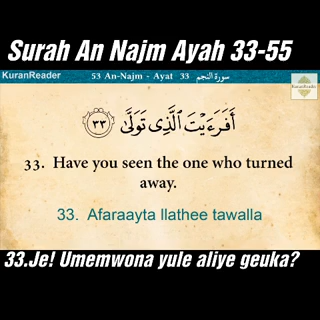 Surah An Najm Ayah 33-55
KuranReader
53 An-Najm - Ayat 33 سورة النجم
KuranReader
أَفَرَءَيْتَ ٱلَّذِى تَوَلَّىٰ ٣٣
33. Have you seen the one who turned
away.
33. Afaraayta llathee tawalla
33.Je! Umemwona yule aliye geuka?